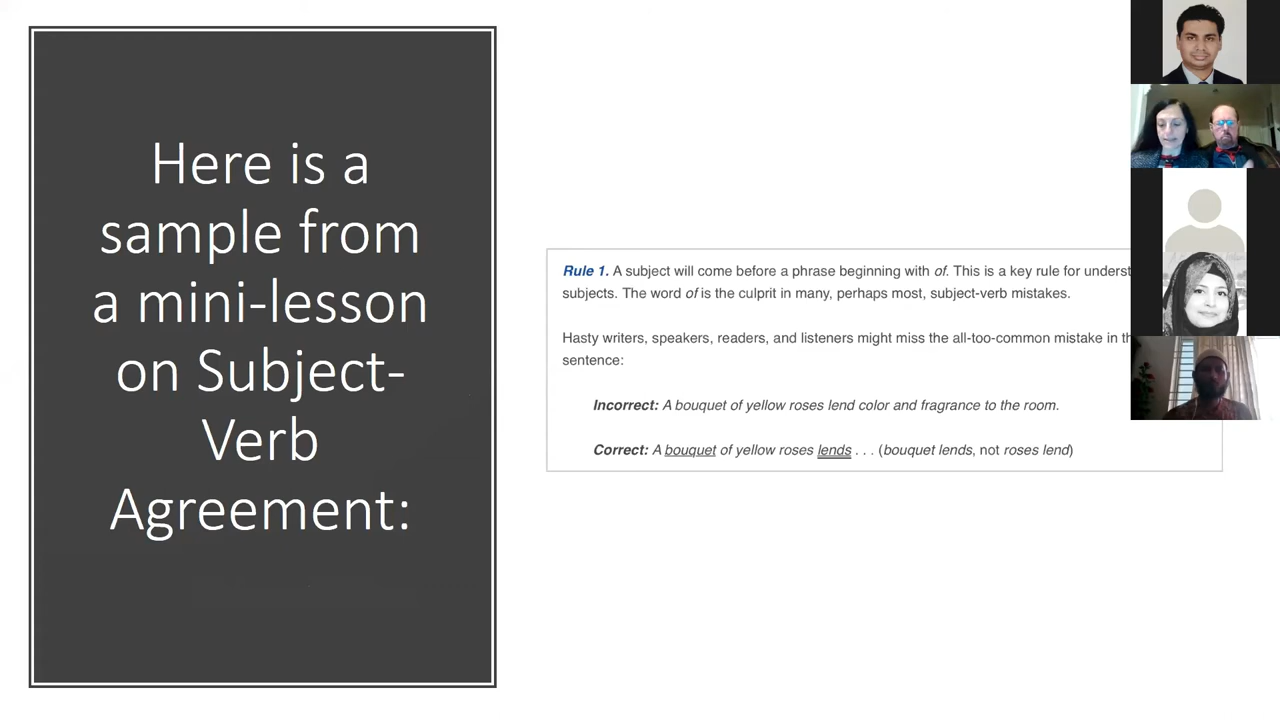 Here is a
sample from
a mini-lesson
on Subject-
Verb
Agreement:
Rule 1. A subject will come before a phrase beginning with of. This is a key rule for
subjects. The word of is the culprit in many, perhaps most, subject-verb mistakes.
Hasty writers, speakers, readers, and listeners might miss the all-too-common mistake in
sentence:
Incorrect: A bouquet of yellow roses lend color and fragrance to the room.
Correct: A bouquet of yellow roses lends . . . (bouquet lends, not roses lend)